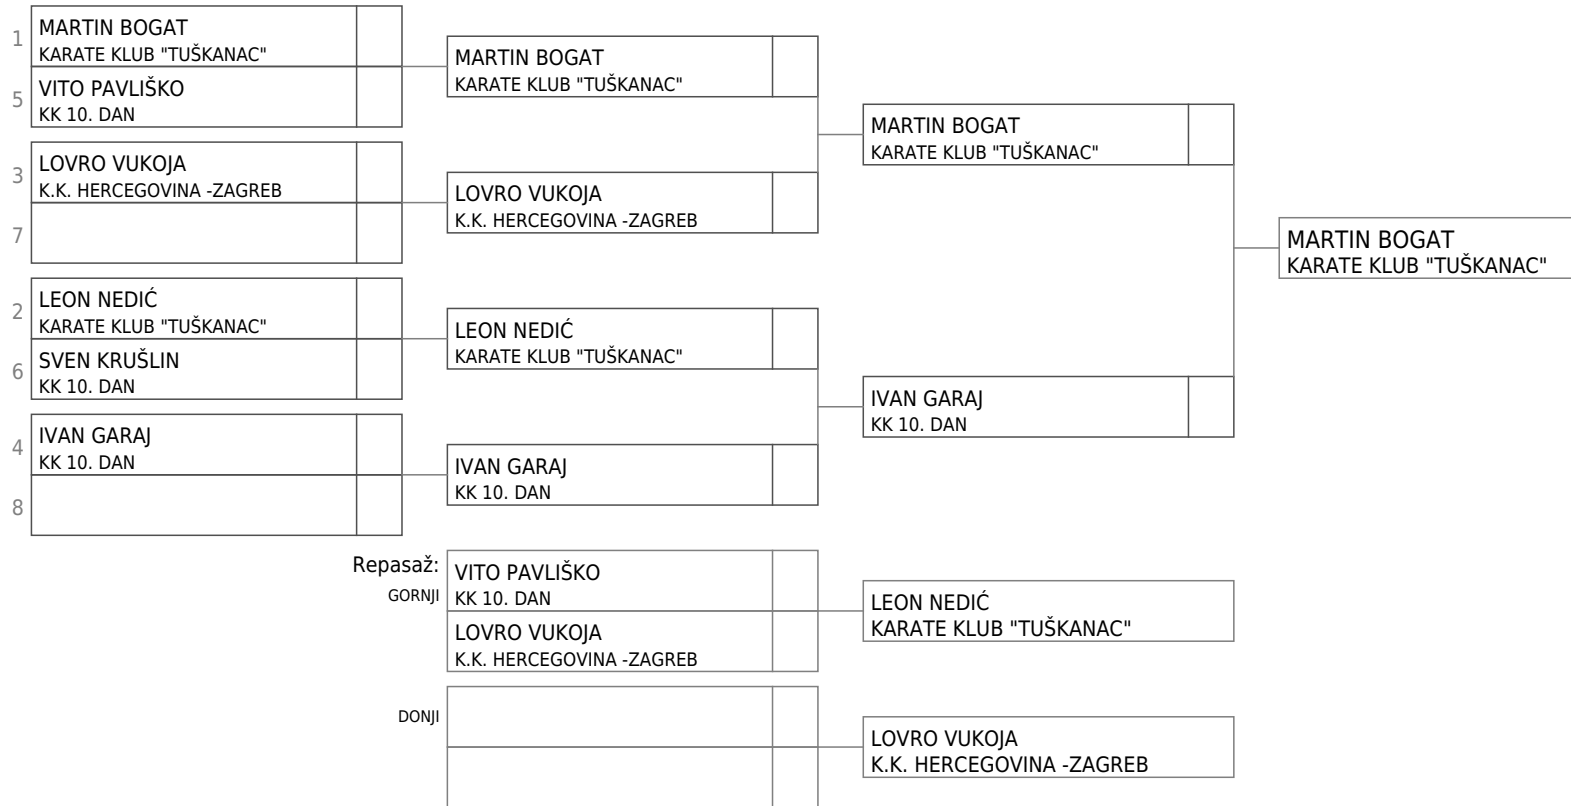 1
MARTIN BOGAT
KARATE KLUB "TUŠKANAC"
5
VITO PAVLIŠKO
KK 10. DAN
3
LOVRO VUKOJA
K.K. HERCEGOVINA -ZAGREB
7
2
LEON NEDIĆ
KARATE KLUB "TUŠKANAC"
6
SVEN KRUŠLIN
KK 10. DAN
4
IVAN GARAJ
KK 10. DAN
8
MARTIN BOGAT
KARATE KLUB "TUŠKANAC"
LOVRO VUKOJA
K.K. HERCEGOVINA -ZAGREB
LEON NEDIĆ
KARATE KLUB "TUŠKANAC"
IVAN GARAJ
KK 10. DAN
MARTIN BOGAT
KARATE KLUB "TUŠKANAC"
IVAN GARAJ
KK 10. DAN
MARTIN BOGAT
KARATE KLUB "TUŠKANAC"
Repasaž:
GORNJI
VITO PAVLIŠKO
KK 10. DAN
LOVRO VUKOJA
K.K. HERCEGOVINA -ZAGREB
LEON NEDIĆ
KARATE KLUB "TUŠKANAC"
DONJI
LOVRO VUKOJA
K.K. HERCEGOVINA -ZAGREB